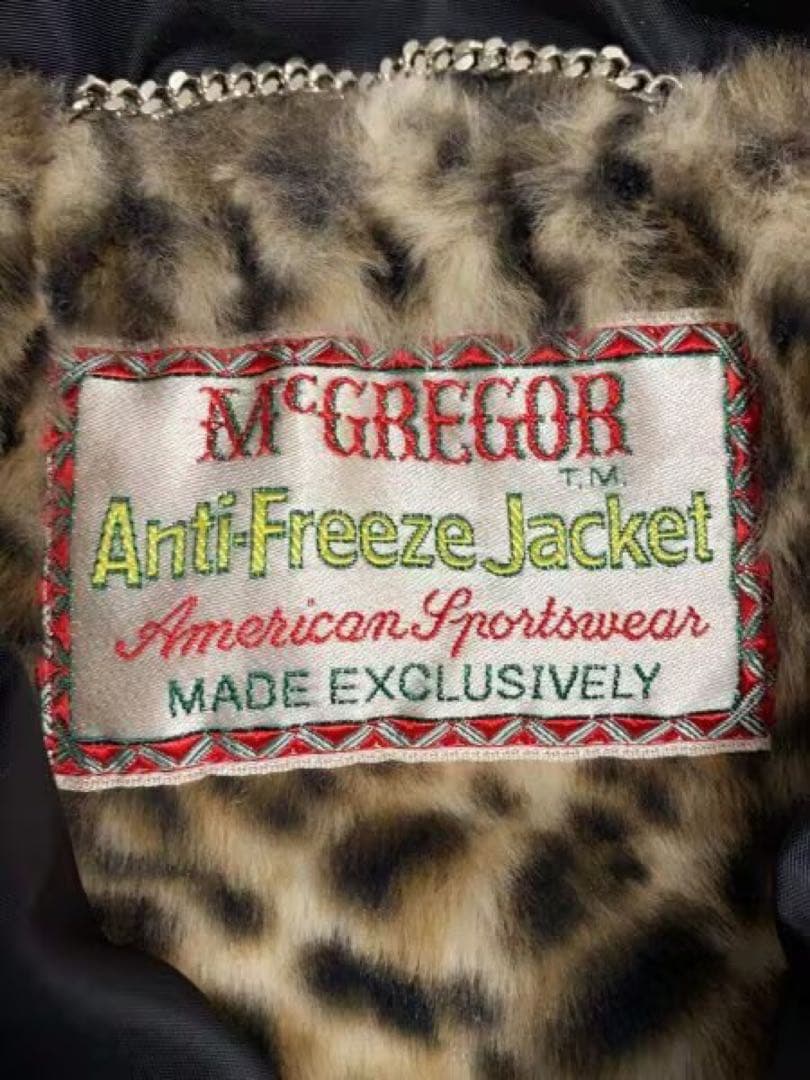 McGREGOR
T.M.
Anti-Freeze Jacket
American Sportswear
MADE EXCLUSIVELY